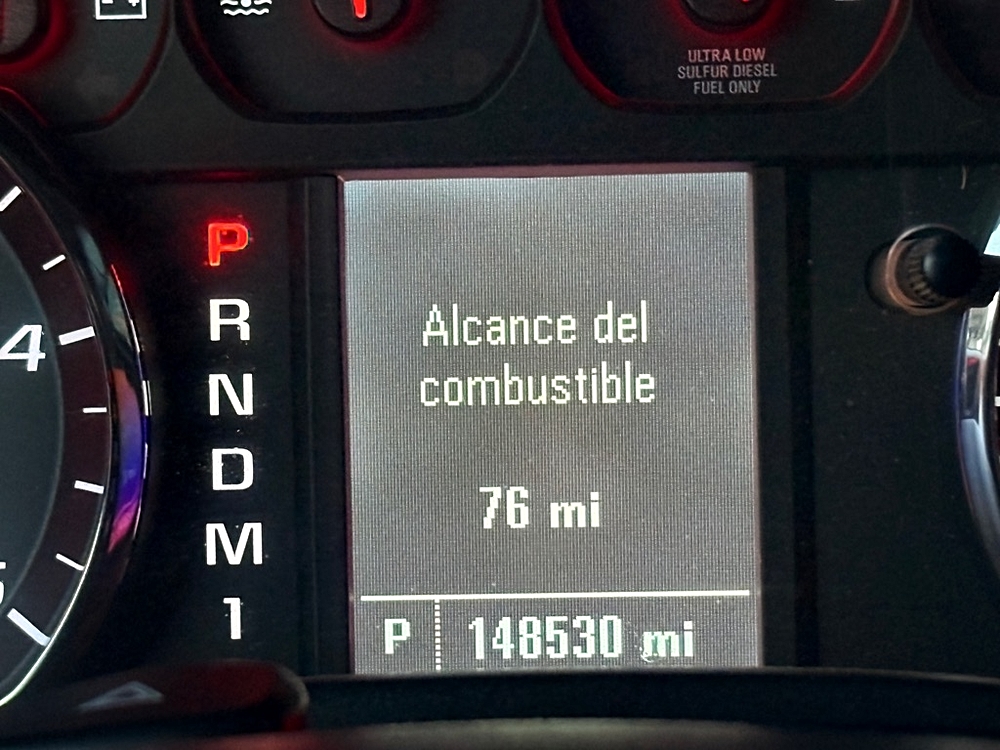 ULTRA LOW
SULFUR DIESEL
FUEL ONLY
P
R
N
D
M
1
4
Alcance del
combustible
76 mi
P 148530 mi